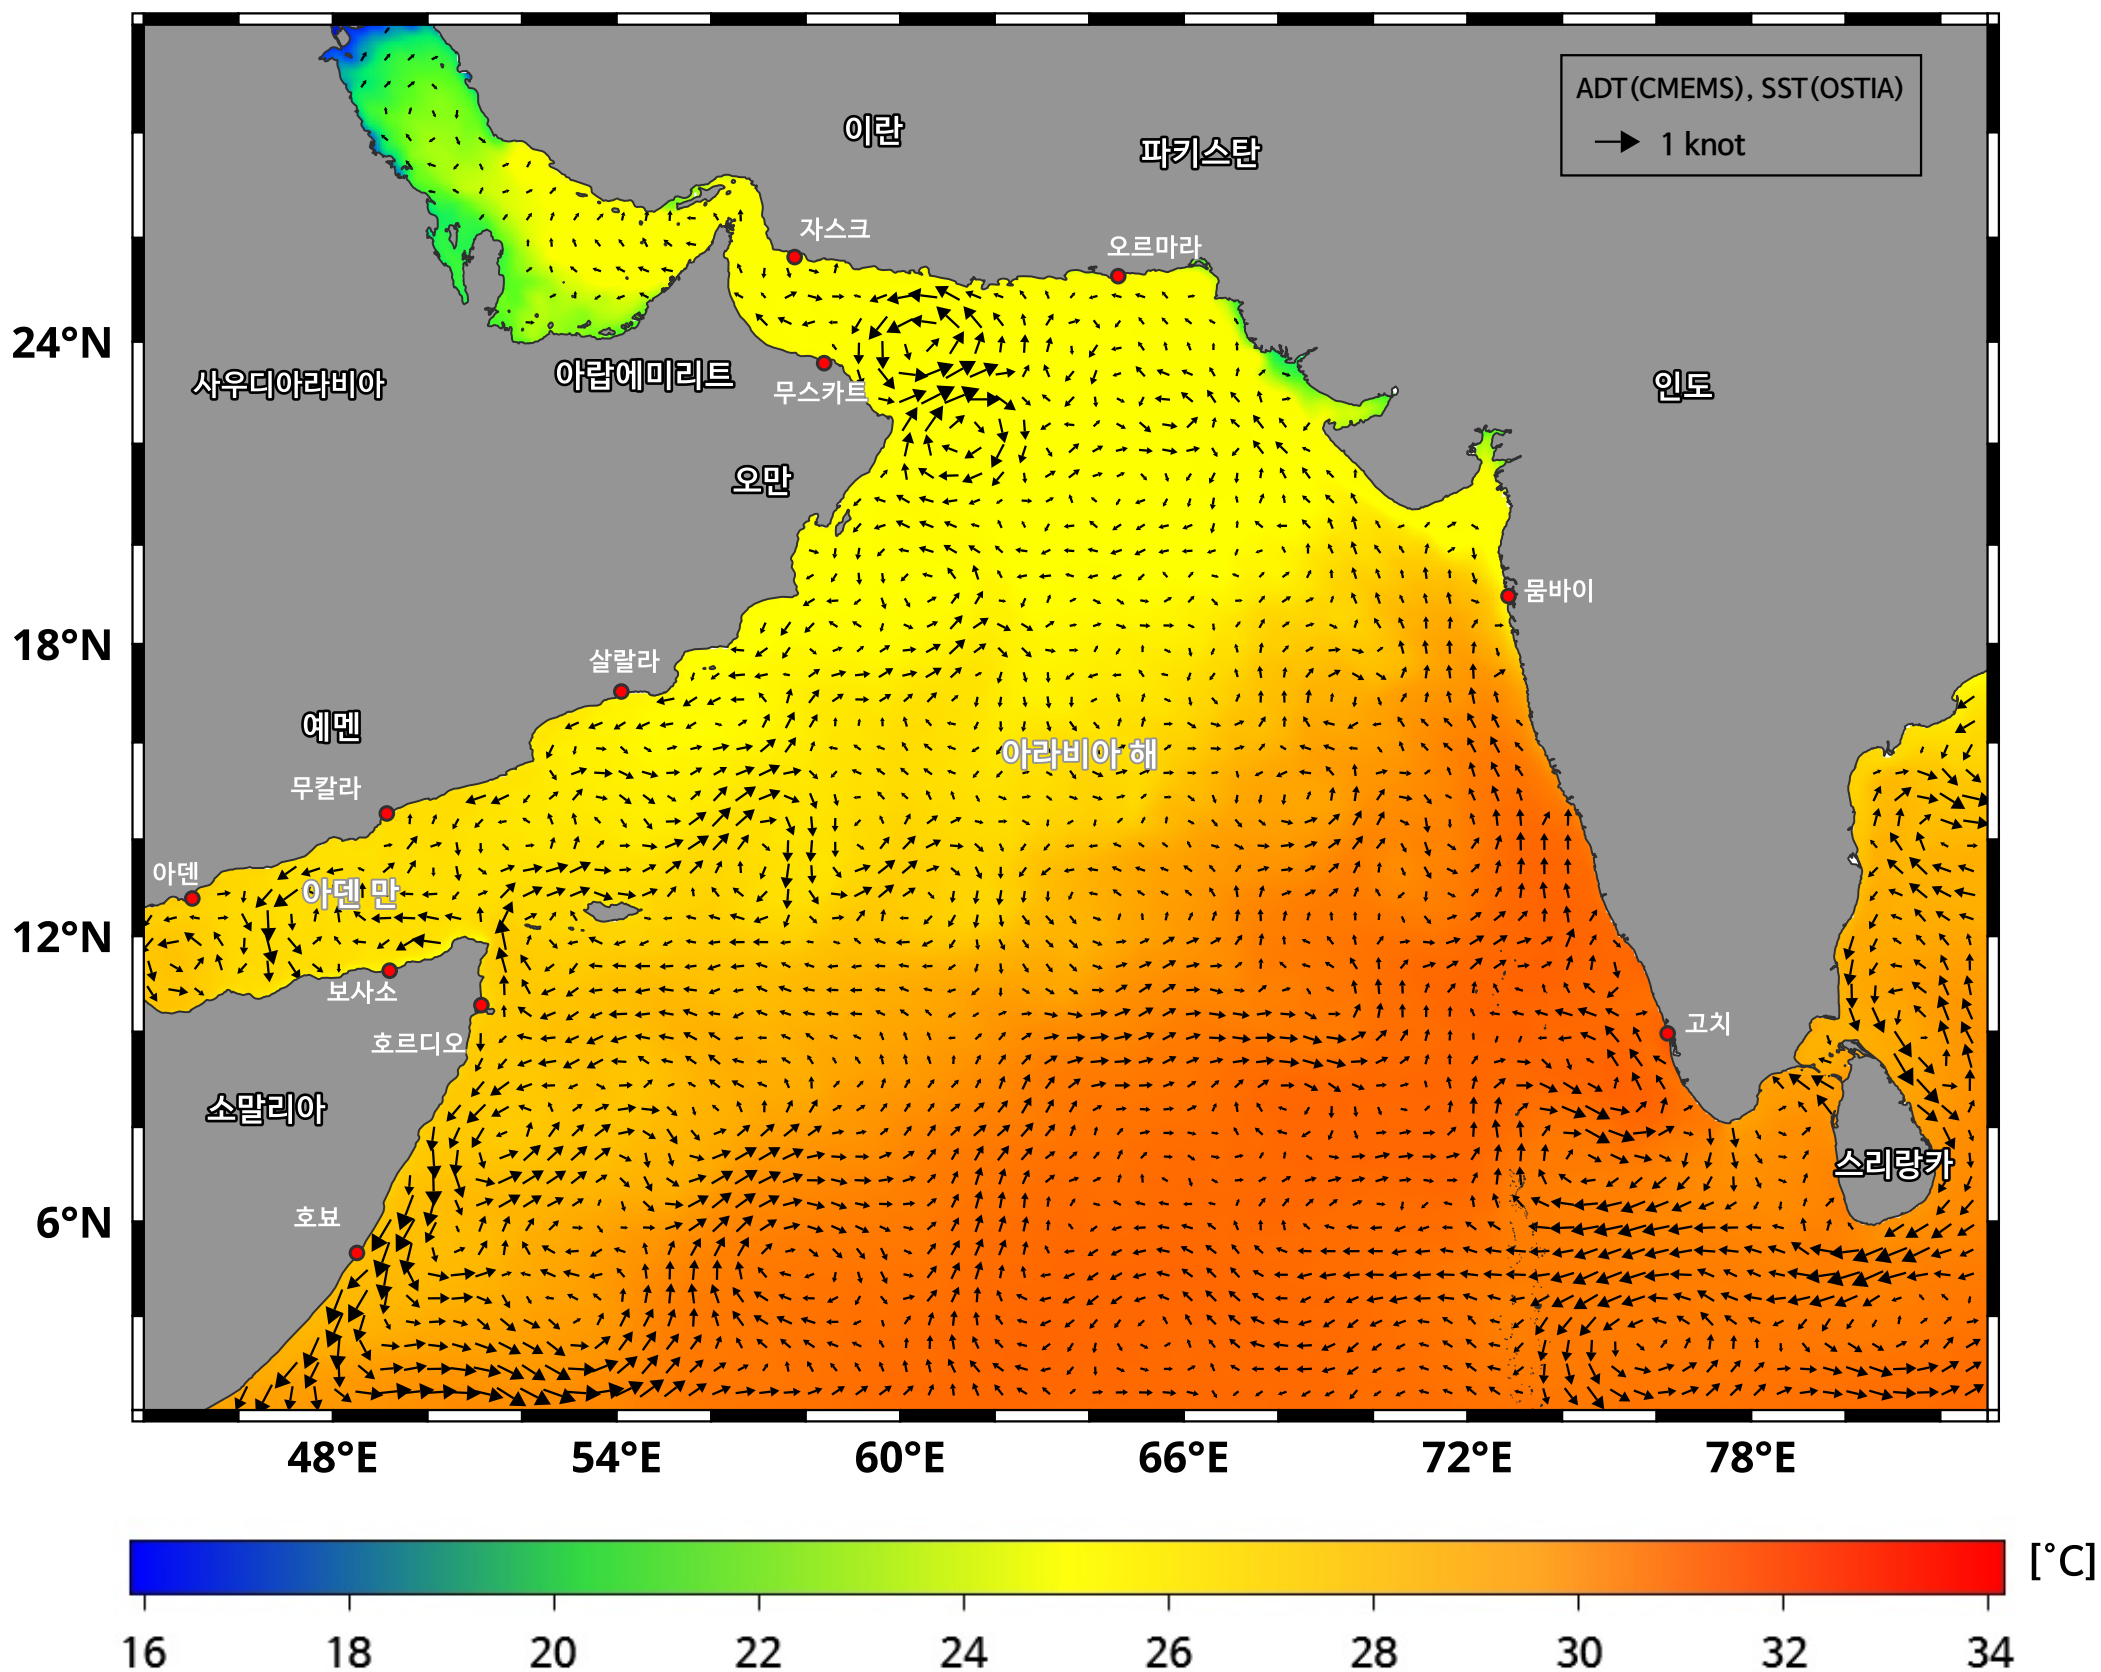 ADT(CMEMS), SST(OSTIA)
1 knot
이란
파키스탄
자스크
오르마라
24°N
사우디아라비아
아랍에미리트
무스카트
인도
오만
뭄바이
18°N
살랄라
예멘
아라비아 해
무칼라
아덴
아덴 만
12°N
보사소
호르디오
고치
소말리아
스리랑카
6°N
호뵤
48°E 54°E 60°E 66°E 72°E 78°E
[°C]
16 18 20 22 24 26 28 30 32 34